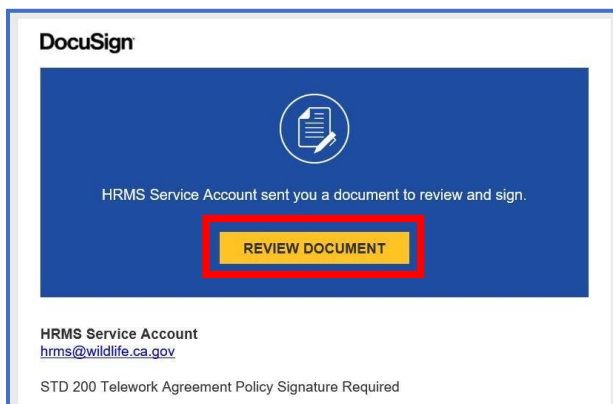 DocuSign
HRMS Service Account sent you a document to review and sign.
REVIEW DOCUMENT
HRMS Service Account
hrms@wildlife.ca.gov
STD 200 Telework Agreement Policy Signature Required